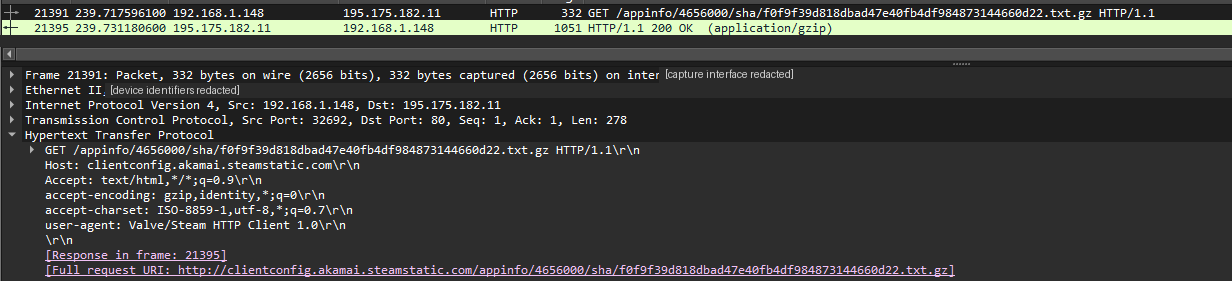 21391 239.717596100 192.168.1.148 195.175.182.11 HTTP 332 GET /appinfo/4656000/sha/f0f9f39d818dbad47e40fb4df984873144660d22.txt.gz HTTP/1.1
21395 239.731180600 195.175.182.11 192.168.1.148 HTTP 1051 HTTP/1.1 200 OK (application/gzip)
Frame 21391: Packet, 332 bytes on wire (2656 bits), 332 bytes captured (2656 bits) on inter [capture interface redacted]
Ethernet II, [device identifiers redacted]
Internet Protocol Version 4, Src: 192.168.1.148, Dst: 195.175.182.11
Transmission Control Protocol, Src Port: 32692, Dst Port: 80, Seq: 1, Ack: 1, Len: 278
Hypertext Transfer Protocol
GET /appinfo/4656000/sha/f0f9f39d818dbad47e40fb4df984873144660d22.txt.gz HTTP/1.1\r\n
Host: clientconfig.akamai.steamstatic.com\r\n
Accept: text/html,*/*;q=0.9\r\n
accept-encoding: gzip,identity,*;q=0\r\n
accept-charset: ISO-8859-1,utf-8,*;q=0.7\r\n
user-agent: Valve/Steam HTTP Client 1.0\r\n
\r\n
[Response in frame: 21395]
[Full request URI: http://clientconfig.akamai.steamstatic.com/appinfo/4656000/sha/f0f9f39d818dbad47e40fb4df984873144660d22.txt.gz]